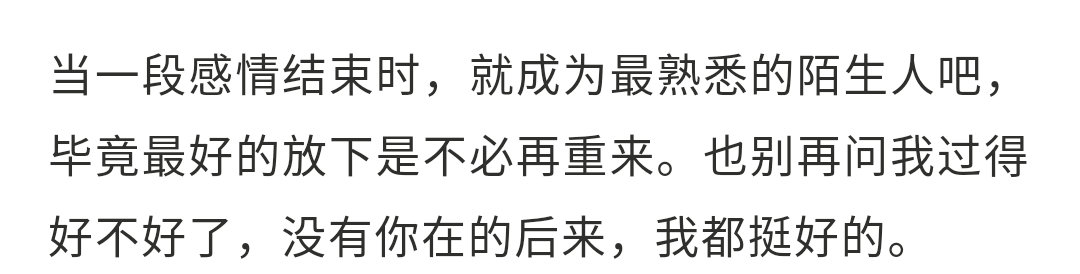 当一段感情结束时，就成为最熟悉的陌生人吧，
毕竟最好的放下是不必再重来。也别再问我过得
好不好了，没有你在的后来，我都挺好的。